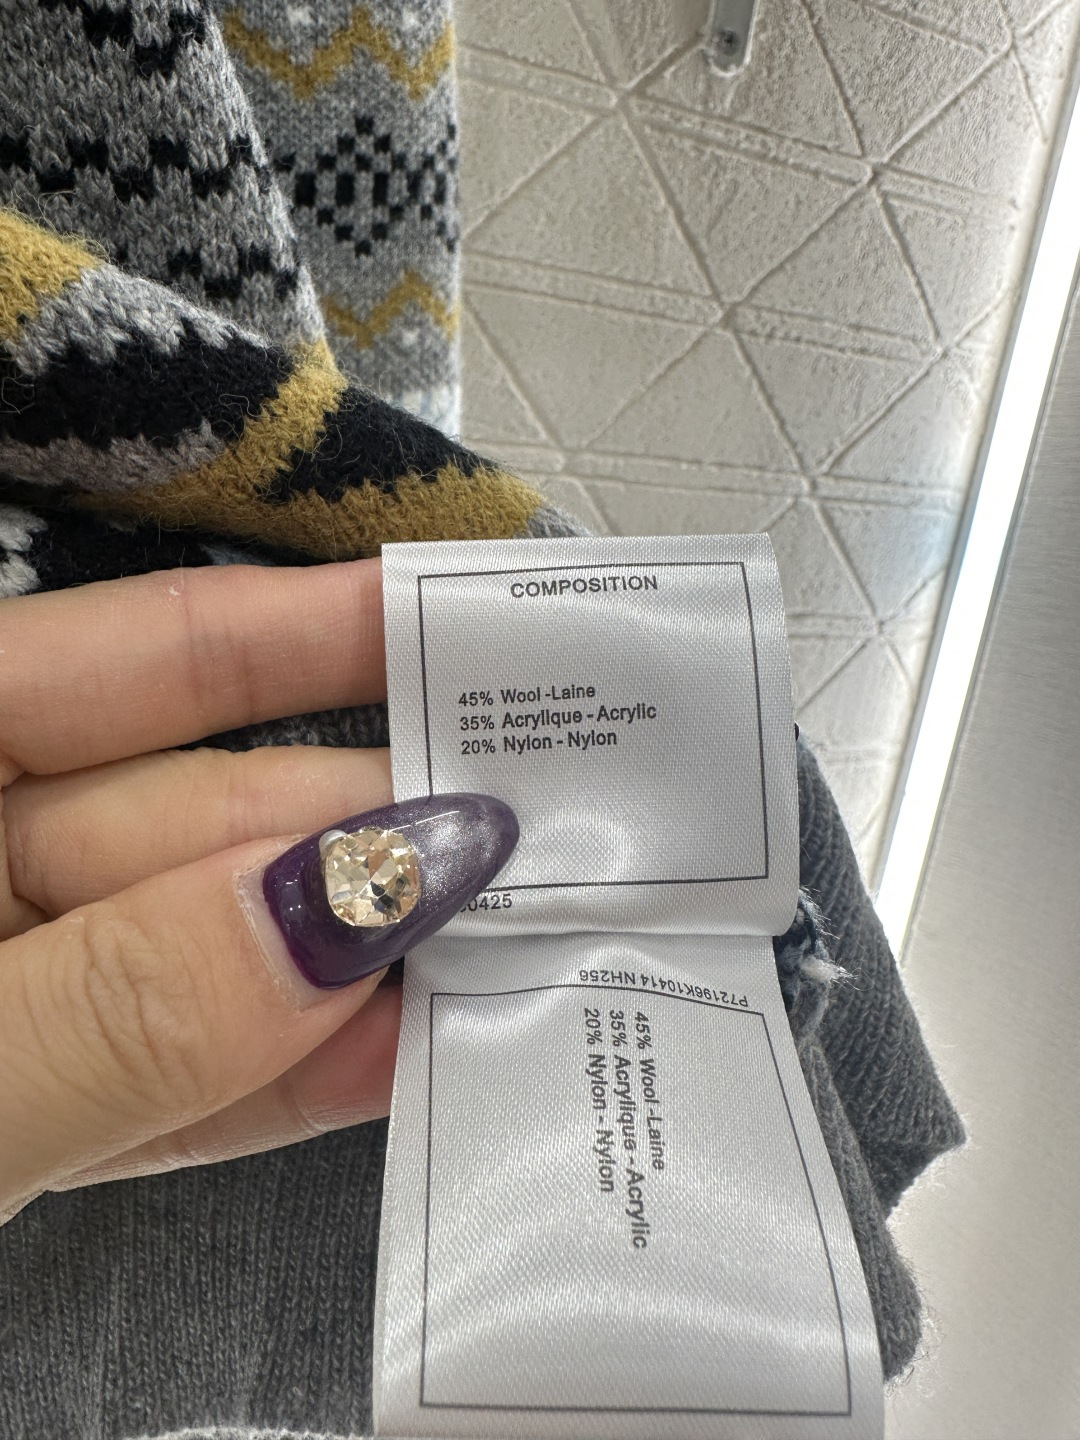 COMPOSITION
45% Wool -Laine
35% Acrylique - Acrylic
20% Nylon - Nylon
0425
P72196K10414 NH256
45% Wool -Laine
35% Acrylique - Acrylic
20% Nylon - Nylon